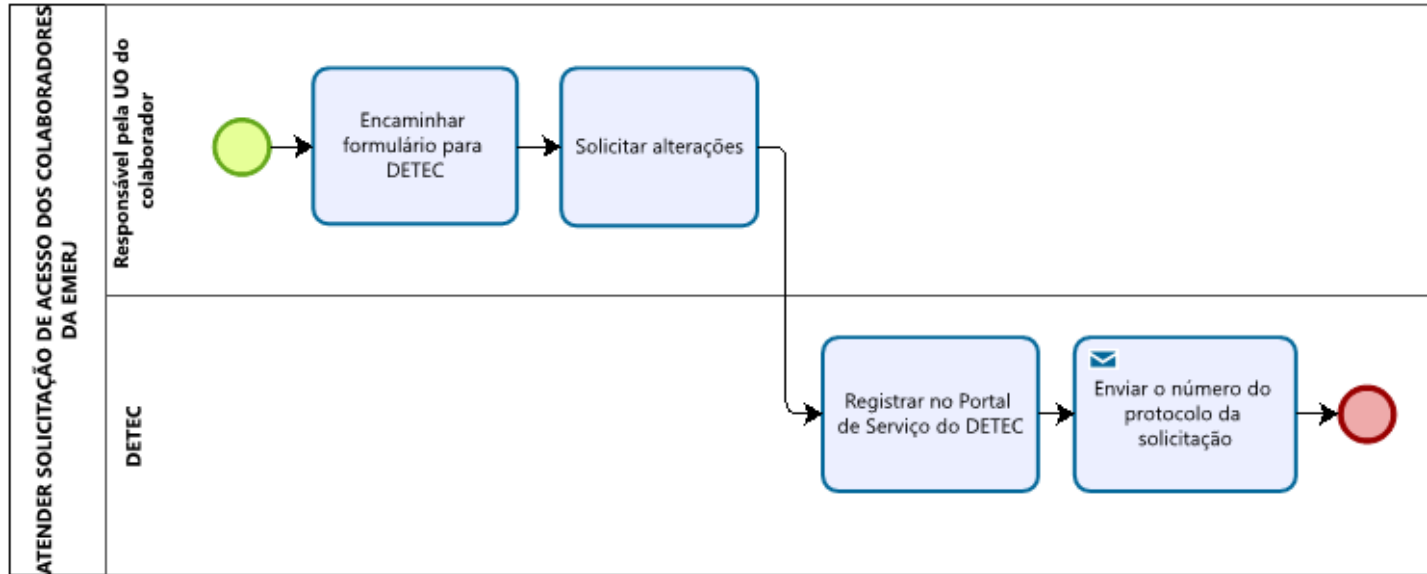 ATENDER SOLICITAÇÃO DE ACESSO DOS COLABORADORES
DA EMERJ
Responsável pela UO do
colaborador
Encaminhar
formulário para
DETEC
Solicitar alterações
DETEC
Registrar no Portal
de Serviço do DETEC
Enviar o número do
protocolo da
solicitação